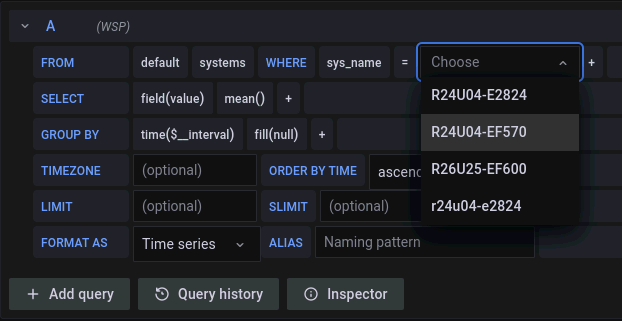 A (WSP)
FROM default systems WHERE sys_name = Choose +
R24U04-E2824
SELECT field(value) mean() +
R24U04-EF570
GROUP BY time($__interval) fill(null) +
TIMEZONE (optional) ORDER BY TIME ascenc
R26U25-EF600
LIMIT (optional) SLIMIT (optional)
r24u04-e2824
FORMAT AS Time series ALIAS Naming pattern
+ Add query Query history Inspector